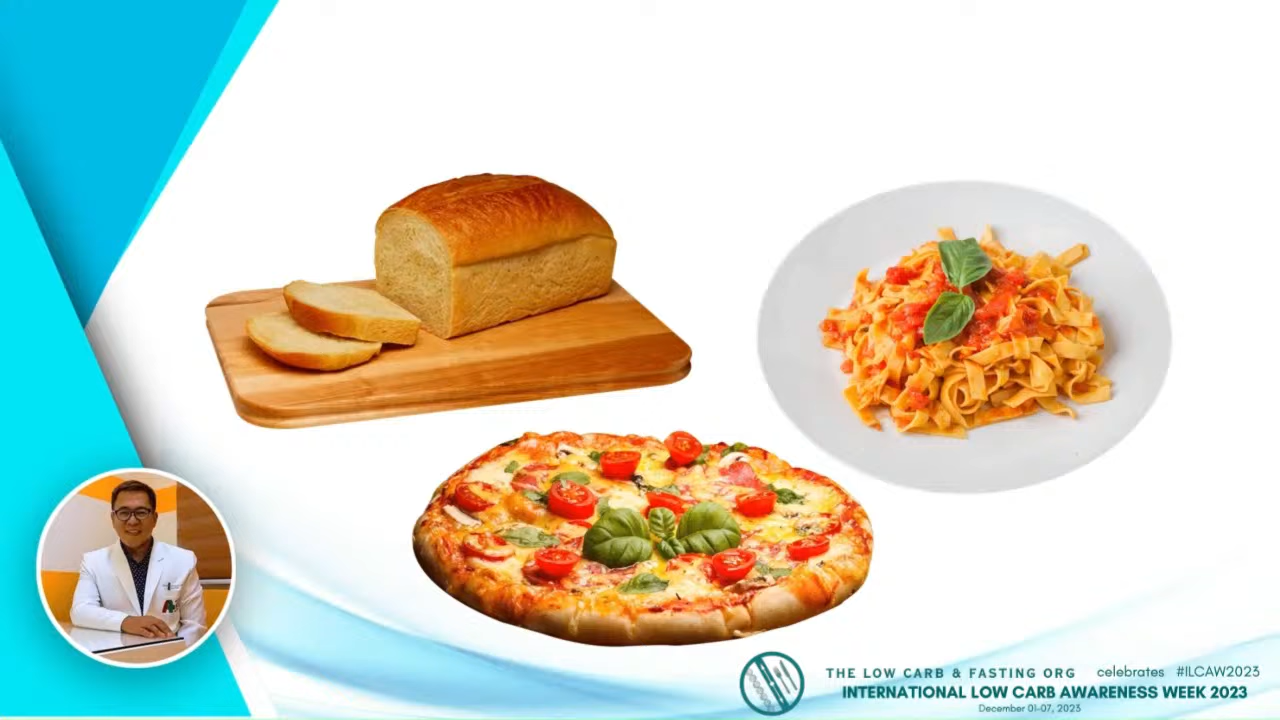 THE LOW CARB & FASTING ORG celebrates #ILCAW2023
INTERNATIONAL LOW CARB AWARENESS WEEK 2023
December 01-07, 2023